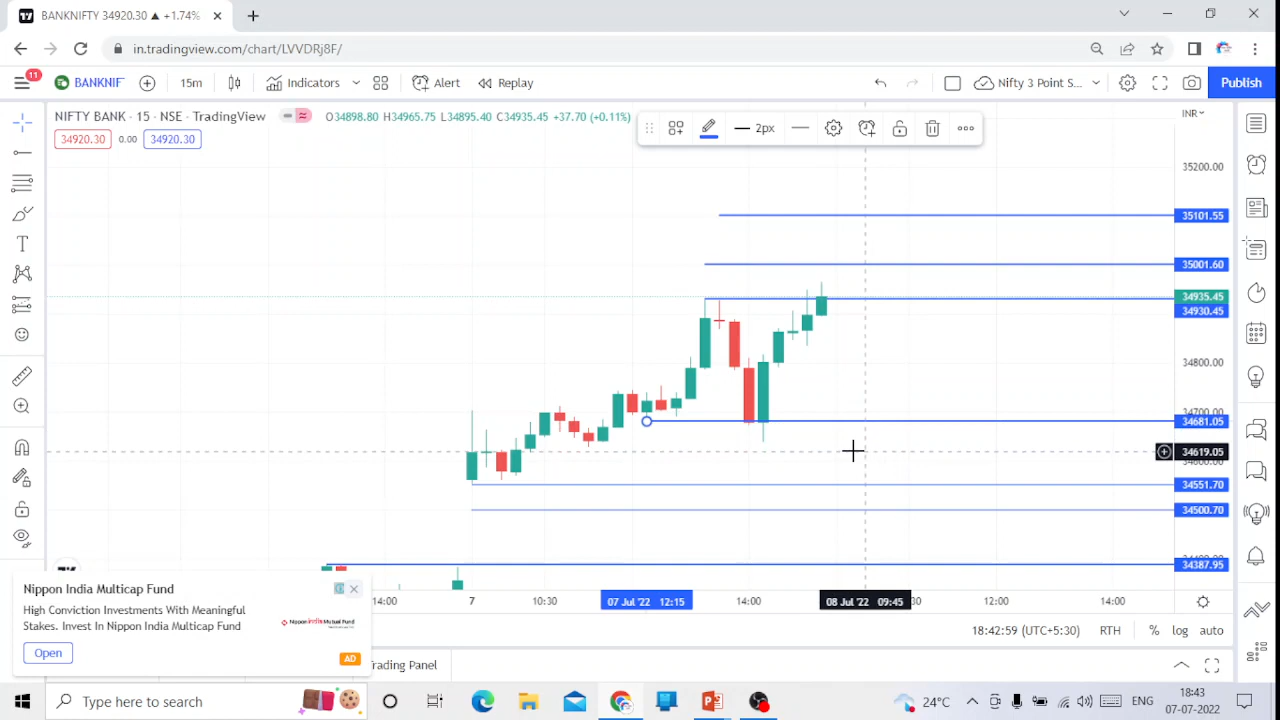 BANKNIFTY 34920.30 ▲ +1.74%
in.tradingview.com/chart/LVVDRj8F/
11
BANKNIF
15m
Indicators
Alert
Replay
Nifty 3 Point S...
Publish
NIFTY BANK · 15 · NSE · TradingView
O34898.80 H34965.75 L34895.40 C34935.45 +37.70 (+0.11%)
2px
INR
34920.30
0.00
34920.30
35200.00
35101.55
35001.60
34935.45
34930.45
34800.00
34700.00
34681.05
34619.05
34600.00
34551.70
34500.70
34387.95
14:00
7
10:30
07 Jul '22 12:15
14:00
08 Jul '22 09:45
12:00
14:00
Nippon India Multicap Fund
High Conviction Investments With Meaningful
Stakes. Invest In Nippon India Multicap Fund
Open
AD
18:42:59 (UTC+5:30)
RTH
%
log
auto
rading Panel
Type here to search
24°C
18:43
07-07-2022